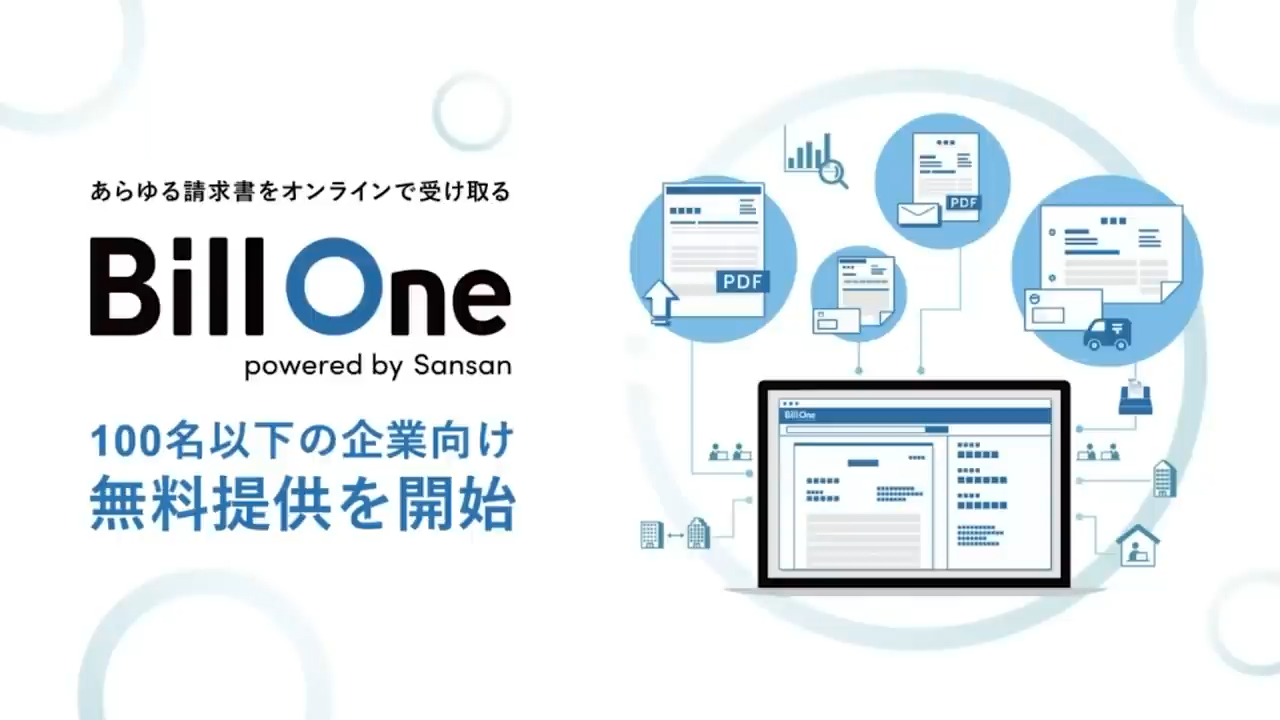 あらゆる請求書をオンラインで受け取る
Bill One
powered by Sansan
100名以下の企業向け
無料提供を開始
PDF
PDF
Bill One